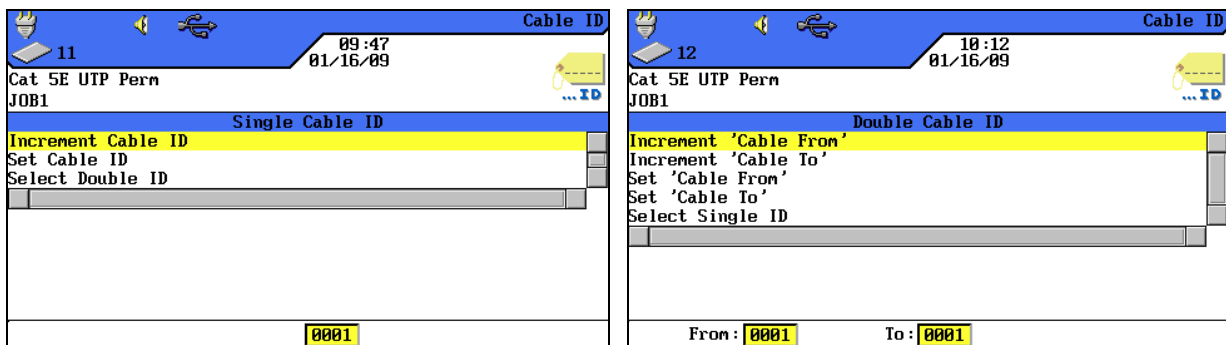 Cable ID
11
09:47
01/16/09
Cat 5E UTP Perm
JOB1
...ID
Single Cable ID
Increment Cable ID
Set Cable ID
Select Double ID
0001
Cable ID
12
10:12
01/16/09
Cat 5E UTP Perm
JOB1
...ID
Double Cable ID
Increment 'Cable From'
Increment 'Cable To'
Set 'Cable From'
Set 'Cable To'
Select Single ID
From: 0001 To: 0001